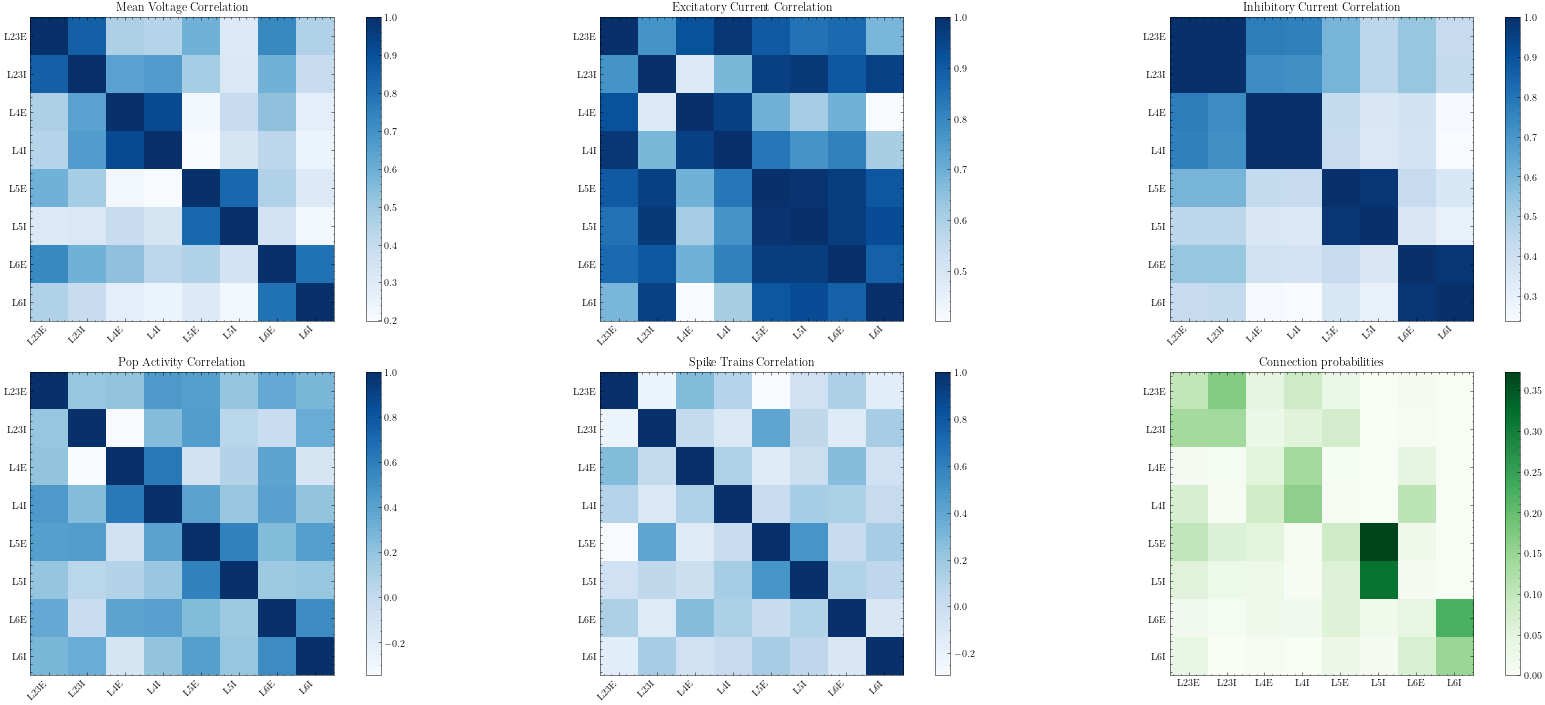 Mean Voltage Correlation
L23E
L23I
L4E
L4I
L5E
L5I
L6E
L6I
L23E L23I L4E L4I L5E L5I L6E L6I
1.0
0.9
0.8
0.7
0.6
0.5
0.4
0.3
0.2
Excitatory Current Correlation
L23E
L23I
L4E
L4I
L5E
L5I
L6E
L6I
L23E L23I L4E L4I L5E L5I L6E L6I
1.0
0.9
0.8
0.7
0.6
0.5
Inhibitory Current Correlation
L23E
L23I
L4E
L4I
L5E
L5I
L6E
L6I
L23E L23I L4E L4I L5E L5I L6E L6I
1.0
0.9
0.8
0.7
0.6
0.5
0.4
0.3
Pop Activity Correlation
L23E
L23I
L4E
L4I
L5E
L5I
L6E
L6I
L23E L23I L4E L4I L5E L5I L6E L6I
1.0
0.8
0.6
0.4
0.2
0.0
−0.2
Spike Trains Correlation
L23E
L23I
L4E
L4I
L5E
L5I
L6E
L6I
L23E L23I L4E L4I L5E L5I L6E L6I
1.0
0.8
0.6
0.4
0.2
0.0
−0.2
Connection probabilities
L23E
L23I
L4E
L4I
L5E
L5I
L6E
L6I
L23E L23I L4E L4I L5E L5I L6E L6I
0.35
0.30
0.25
0.20
0.15
0.10
0.05
0.00